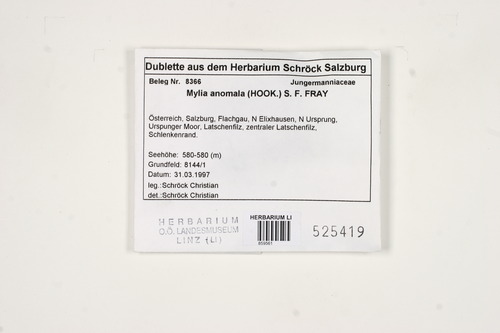 Dublette aus dem Herbarium Schröck Salzburg
Beleg Nr. 8366 Jungermanniaceae
Mylia anomala (HOOK.) S. F. FRAY
Österreich, Salzburg, Flachgau, N Elixhausen, N Ursprung,
Urspunger Moor, Latschenfilz, zentraler Latschenfilz,
Schlenkenrand.
Seehöhe: 580-580 (m)
Grundfeld: 8144/1
Datum: 31.03.1997
leg.:Schröck Christian
det.:Schröck Christian
HERBARIUM
O.Ö. LANDESMUSEUM
LINZ (LI)
HERBARIUM LI
525419